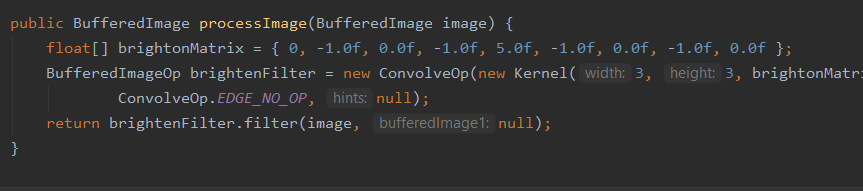 public BufferedImage processImage(BufferedImage image) {
    float[] brightonMatrix = { 0, -1.0f, 0.0f, -1.0f, 5.0f, -1.0f, 0.0f, -1.0f, 0.0f };
    BufferedImageOp brightenFilter = new ConvolveOp(new Kernel( width: 3, height: 3, brightonMatri
            ConvolveOp.EDGE_NO_OP, hints: null);
    return brightenFilter.filter(image, bufferedImage1: null);
}